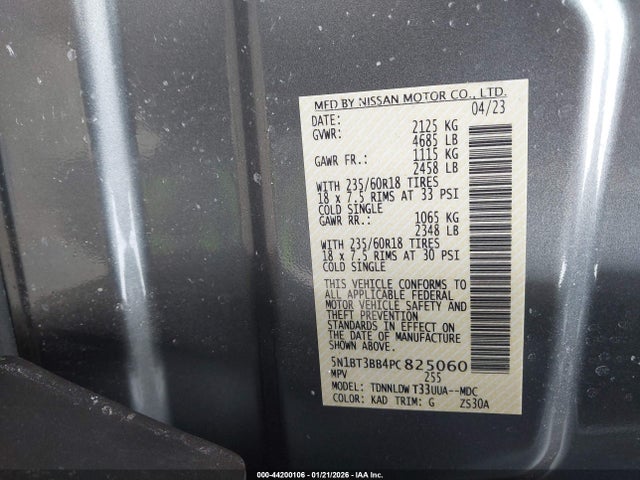 MFD BY NISSAN MOTOR CO., LTD.
DATE: 04/23
GVWR: 2125 KG
4685 LB
GAWR FR.: 1115 KG
2458 LB
WITH 235/60R18 TIRES
18 x 7.5 RIMS AT 33 PSI
COLD SINGLE
GAWR RR.: 1065 KG
2348 LB
WITH 235/60R18 TIRES
18 x 7.5 RIMS AT 30 PSI
COLD SINGLE
THIS VEHICLE CONFORMS TO
ALL APPLICABLE FEDERAL
MOTOR VEHICLE SAFETY AND
THEFT PREVENTION
STANDARDS IN EFFECT ON
THE DATE OF MANUFACTURE
SHOWN ABOVE.
5N1BT3BB4PC825060
MPV 2S5
MODEL: TDNNLDWT33UUA--MDC
COLOR: KAD TRIM: G ZS30A
000-44200106 - 01/21/2026 - IAA Inc.